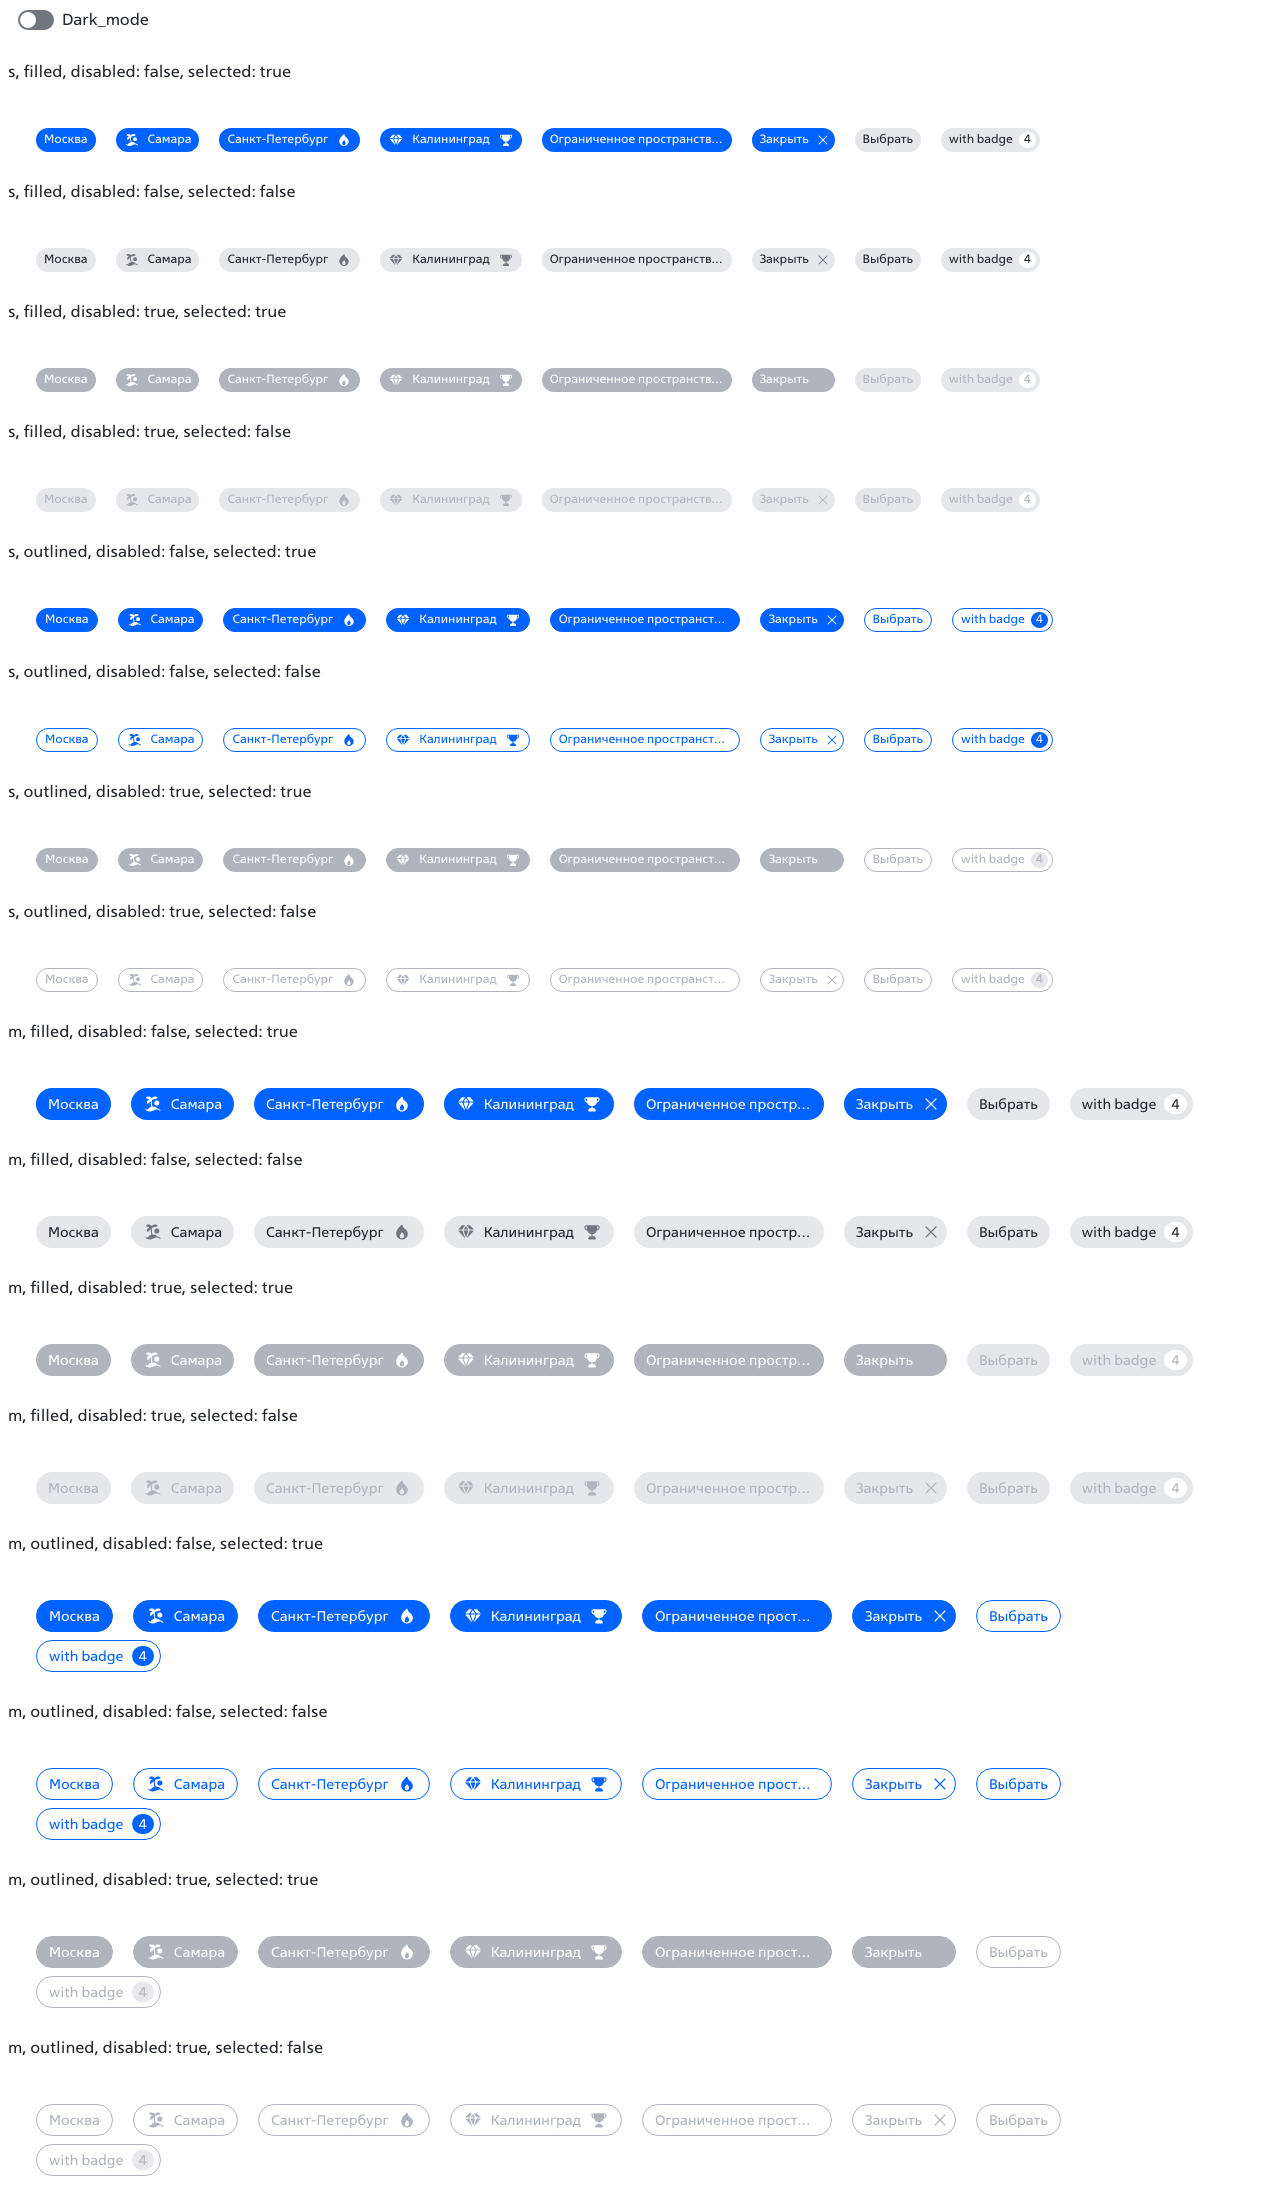 Dark_mode
s, filled, disabled: false, selected: true
Москва Самара Санкт-Петербург Калининград Ограниченное пространств... Закрыть Выбрать with badge 4
s, filled, disabled: false, selected: false
Москва Самара Санкт-Петербург Калининград Ограниченное пространств... Закрыть Выбрать with badge 4
s, filled, disabled: true, selected: true
Москва Самара Санкт-Петербург Калининград Ограниченное пространств... Закрыть Выбрать with badge 4
s, filled, disabled: true, selected: false
Москва Самара Санкт-Петербург Калининград Ограниченное пространств... Закрыть Выбрать with badge 4
s, outlined, disabled: false, selected: true
Москва Самара Санкт-Петербург Калининград Ограниченное пространст... Закрыть Выбрать with badge 4
s, outlined, disabled: false, selected: false
Москва Самара Санкт-Петербург Калининград Ограниченное пространст... Закрыть Выбрать with badge 4
s, outlined, disabled: true, selected: true
Москва Самара Санкт-Петербург Калининград Ограниченное пространст... Закрыть Выбрать with badge 4
s, outlined, disabled: true, selected: false
Москва Самара Санкт-Петербург Калининград Ограниченное пространст... Закрыть Выбрать with badge 4
m, filled, disabled: false, selected: true
Москва Самара Санкт-Петербург Калининград Ограниченное простр... Закрыть Выбрать with badge 4
m, filled, disabled: false, selected: false
Москва Самара Санкт-Петербург Калининград Ограниченное простр... Закрыть Выбрать with badge 4
m, filled, disabled: true, selected: true
Москва Самара Санкт-Петербург Калининград Ограниченное простр... Закрыть Выбрать with badge 4
m, filled, disabled: true, selected: false
Москва Самара Санкт-Петербург Калининград Ограниченное простр... Закрыть Выбрать with badge 4
m, outlined, disabled: false, selected: true
Москва Самара Санкт-Петербург Калининград Ограниченное прост... Закрыть Выбрать
with badge 4
m, outlined, disabled: false, selected: false
Москва Самара Санкт-Петербург Калининград Ограниченное прост... Закрыть Выбрать
with badge 4
m, outlined, disabled: true, selected: true
Москва Самара Санкт-Петербург Калининград Ограниченное прост... Закрыть Выбрать
with badge 4
m, outlined, disabled: true, selected: false
Москва Самара Санкт-Петербург Калининград Ограниченное прост... Закрыть Выбрать
with badge 4